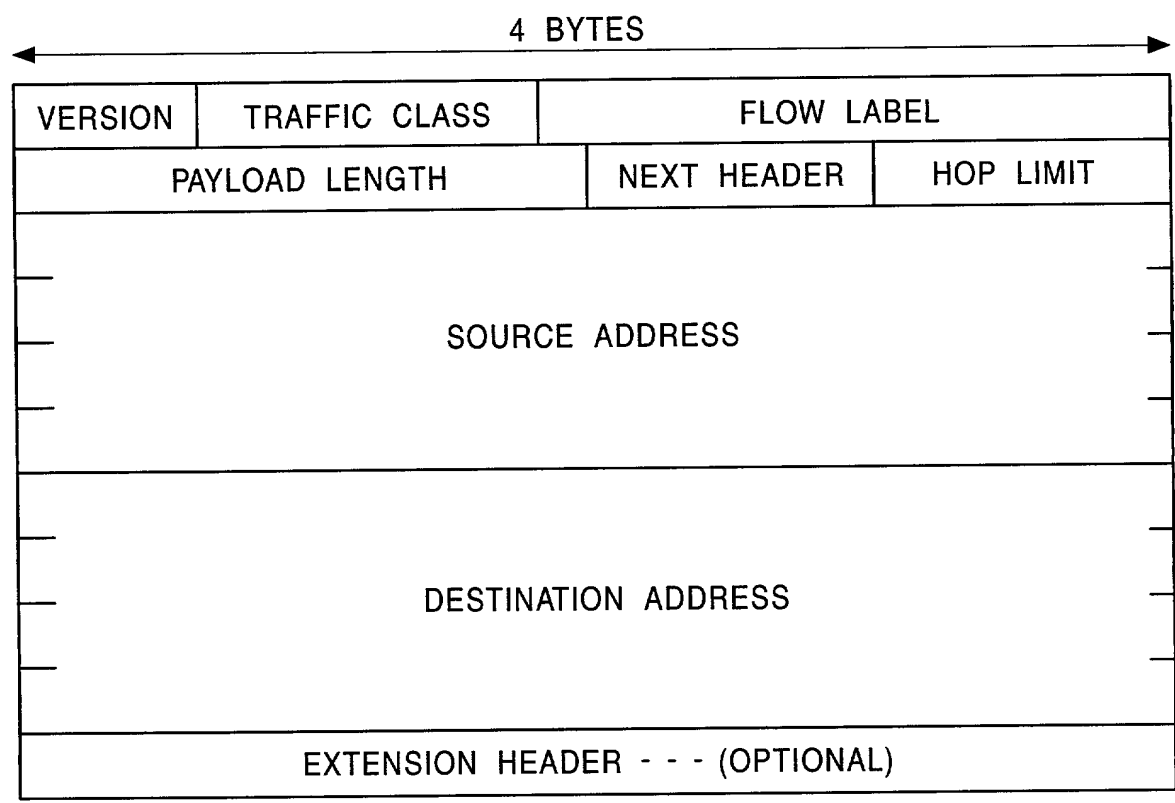 4 BYTES
VERSION TRAFFIC CLASS FLOW LABEL
PAYLOAD LENGTH NEXT HEADER HOP LIMIT
SOURCE ADDRESS
DESTINATION ADDRESS
EXTENSION HEADER - - - (OPTIONAL)